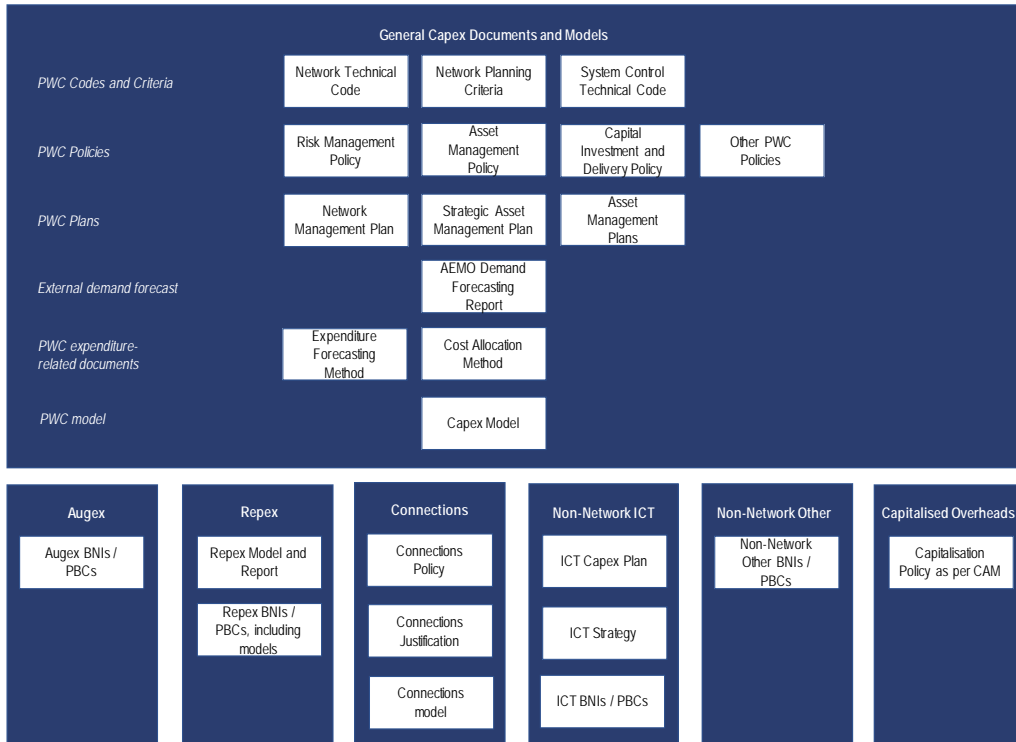 General Capex Documents and Models
PWC Codes and Criteria
Network Technical
Code
Network Planning
Criteria
System Control
Technical Code
PWC Policies
Risk Management
Policy
Asset
Management
Policy
Capital
Investment and
Delivery Policy
Other PWC
Policies
PWC Plans
Network
Management Plan
Strategic Asset
Management Plan
Asset
Management
Plans
External demand forecast
AEMO Demand
Forecasting
Report
PWC expenditure-
related documents
Expenditure
Forecasting
Method
Cost Allocation
Method
PWC model
Capex Model
Augex
Augex BNIs /
PBCs
Repex
Repex Model and
Report
Repex BNIs /
PBCs, including
models
Connections
Connections
Policy
Connections
Justification
Connections
model
Non-Network ICT
ICT Capex Plan
ICT Strategy
ICT BNIs / PBCs
Non-Network Other
Non-Network
Other BNIs /
PBCs
Capitalised Overheads
Capitalisation
Policy as per CAM